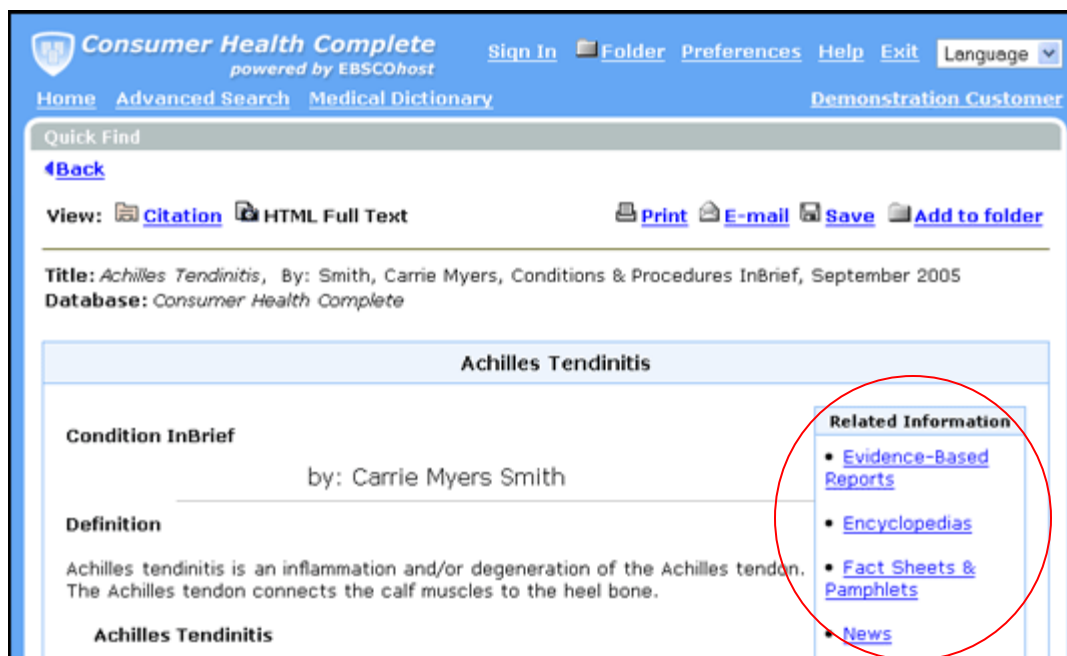 Consumer Health Complete
powered by EBSCOhost
Sign In Folder Preferences Help Exit Language
Home Advanced Search Medical Dictionary Demonstration Customer
Quick Find
Back
View: Citation HTML Full Text Print E-mail Save Add to folder
Title: Achilles Tendinitis, By: Smith, Carrie Myers, Conditions & Procedures InBrief, September 2005
Database: Consumer Health Complete
Achilles Tendinitis
Condition InBrief
by: Carrie Myers Smith
Definition
Achilles tendinitis is an inflammation and/or degeneration of the Achilles tendon.
The Achilles tendon connects the calf muscles to the heel bone.
Achilles Tendinitis
Related Information
• Evidence-Based
Reports
• Encyclopedias
• Fact Sheets &
Pamphlets
• News